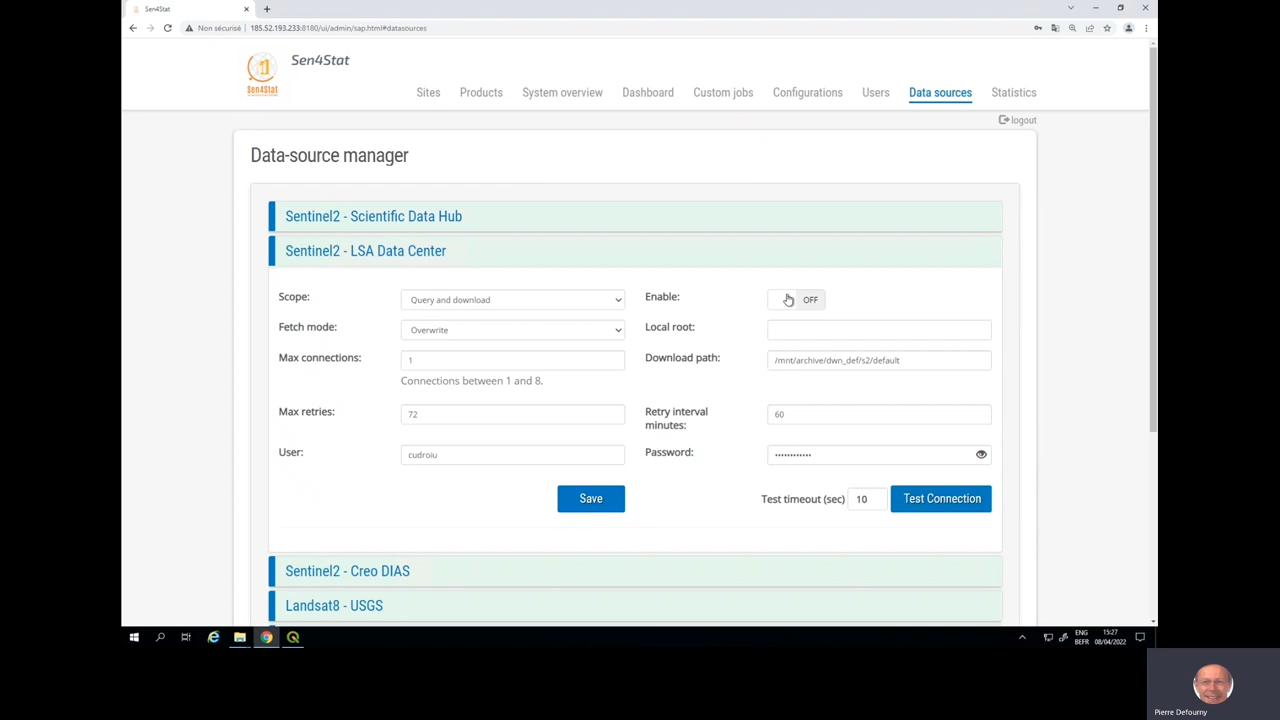 Sen4Stat
Non sécurisé 185.52.193.233:8180/ui/admin/sap.html#datasources
Sen4Stat
Sen4Stat
Sites Products System overview Dashboard Custom jobs Configurations Users Data sources Statistics
logout
Data-source manager
Sentinel2 - Scientific Data Hub
Sentinel2 - LSA Data Center
Scope: Query and download Enable: OFF
Fetch mode: Overwrite Local root:
Max connections: 1 Download path: /mnt/archive/dwn_def/s2/default
Connections between 1 and 8.
Max retries: 72 Retry interval minutes: 60
User: cudroiu Password: ••••••••••••
Save Test timeout (sec) 10 Test Connection
Sentinel2 - Creo DIAS
Landsat8 - USGS
ENG 15:27
BEFR 08/04/2022
Pierre Defourny